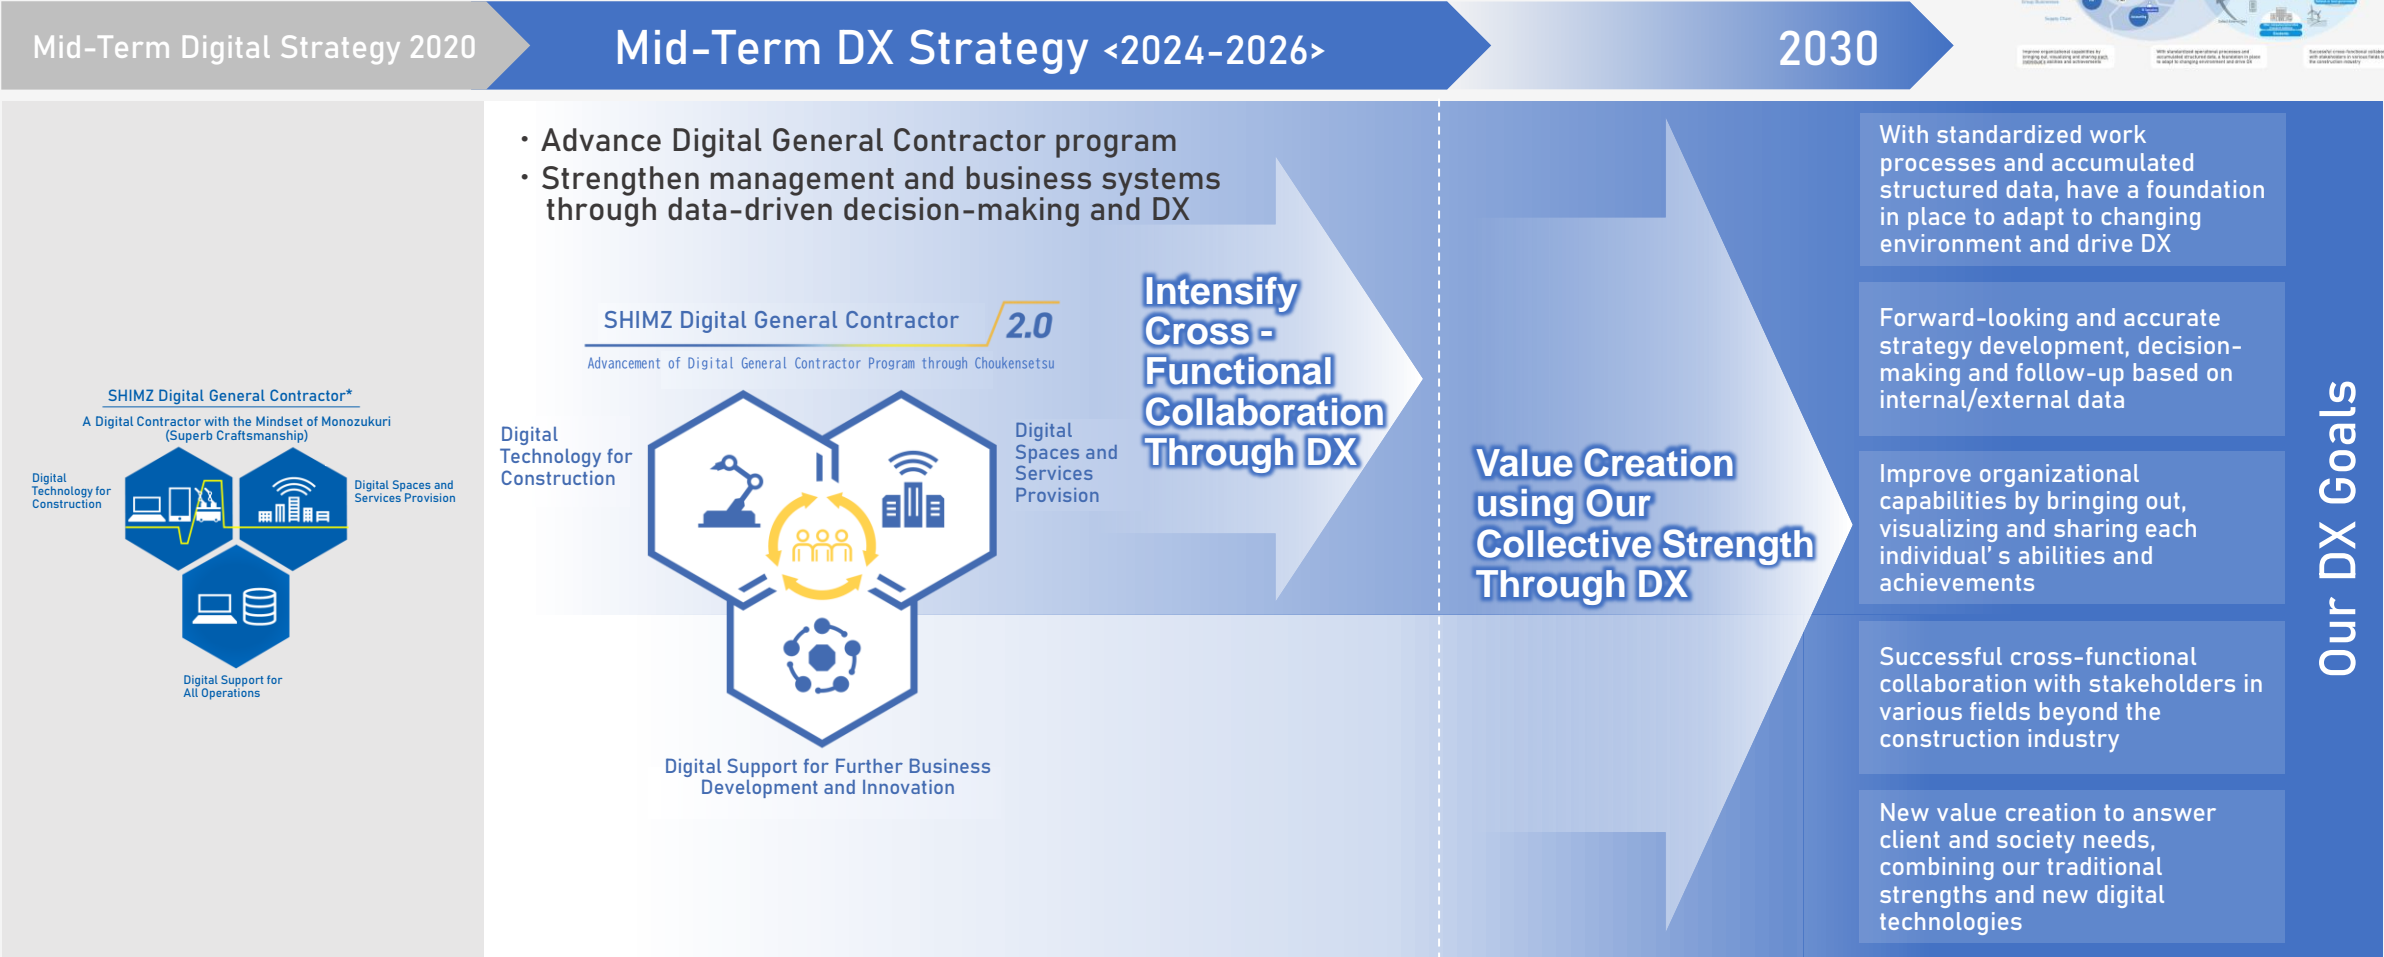 Mid-Term Digital Strategy 2020
Mid-Term DX Strategy <2024-2026>
2030
SHIMZ Digital General Contractor*
A Digital Contractor with the Mindset of Monozukuri
(Superb Craftsmanship)
Digital
Technology for
Construction
Digital Spaces and
Services Provision
Digital Support for
All Operations
・Advance Digital General Contractor program
・Strengthen management and business systems
through data-driven decision-making and DX
SHIMZ Digital General Contractor 2.0
Advancement of Digital General Contractor Program through Choukensetsu
Digital
Technology for
Construction
Digital
Spaces and
Services
Provision
Digital Support for Further Business
Development and Innovation
Intensify
Cross -
Functional
Collaboration
Through DX
Value Creation
using Our
Collective Strength
Through DX
With standardized work
processes and accumulated
structured data, have a foundation
in place to adapt to changing
environment and drive DX
Forward-looking and accurate
strategy development, decision-
making and follow-up based on
internal/external data
Improve organizational
capabilities by bringing out,
visualizing and sharing each
individual' s abilities and
achievements
Successful cross-functional
collaboration with stakeholders in
various fields beyond the
construction industry
New value creation to answer
client and society needs,
combining our traditional
strengths and new digital
technologies
Our DX Goals